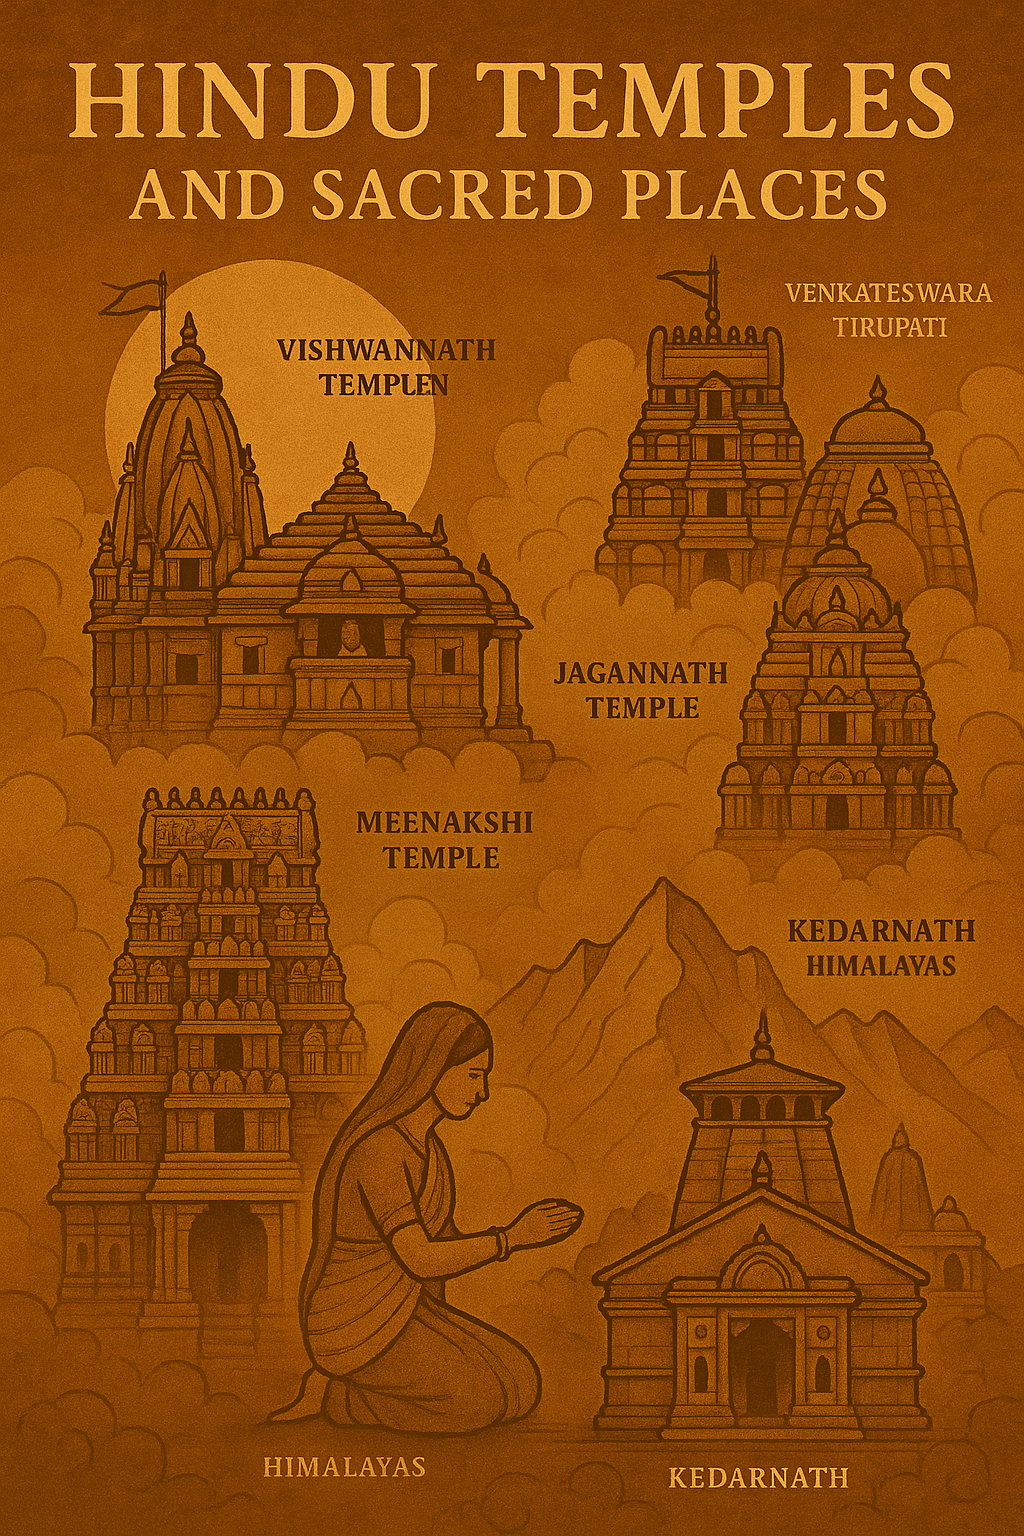 HINDU TEMPLES
AND SACRED PLACES
VENKATESWARA
TIRUPATI
VISHWANNATH
TEMPLEN
JAGANNATH
TEMPLE
MEENAKSHI
TEMPLE
KEDARNATH
HIMALAYAS
HIMALAYAS
KEDARNATH